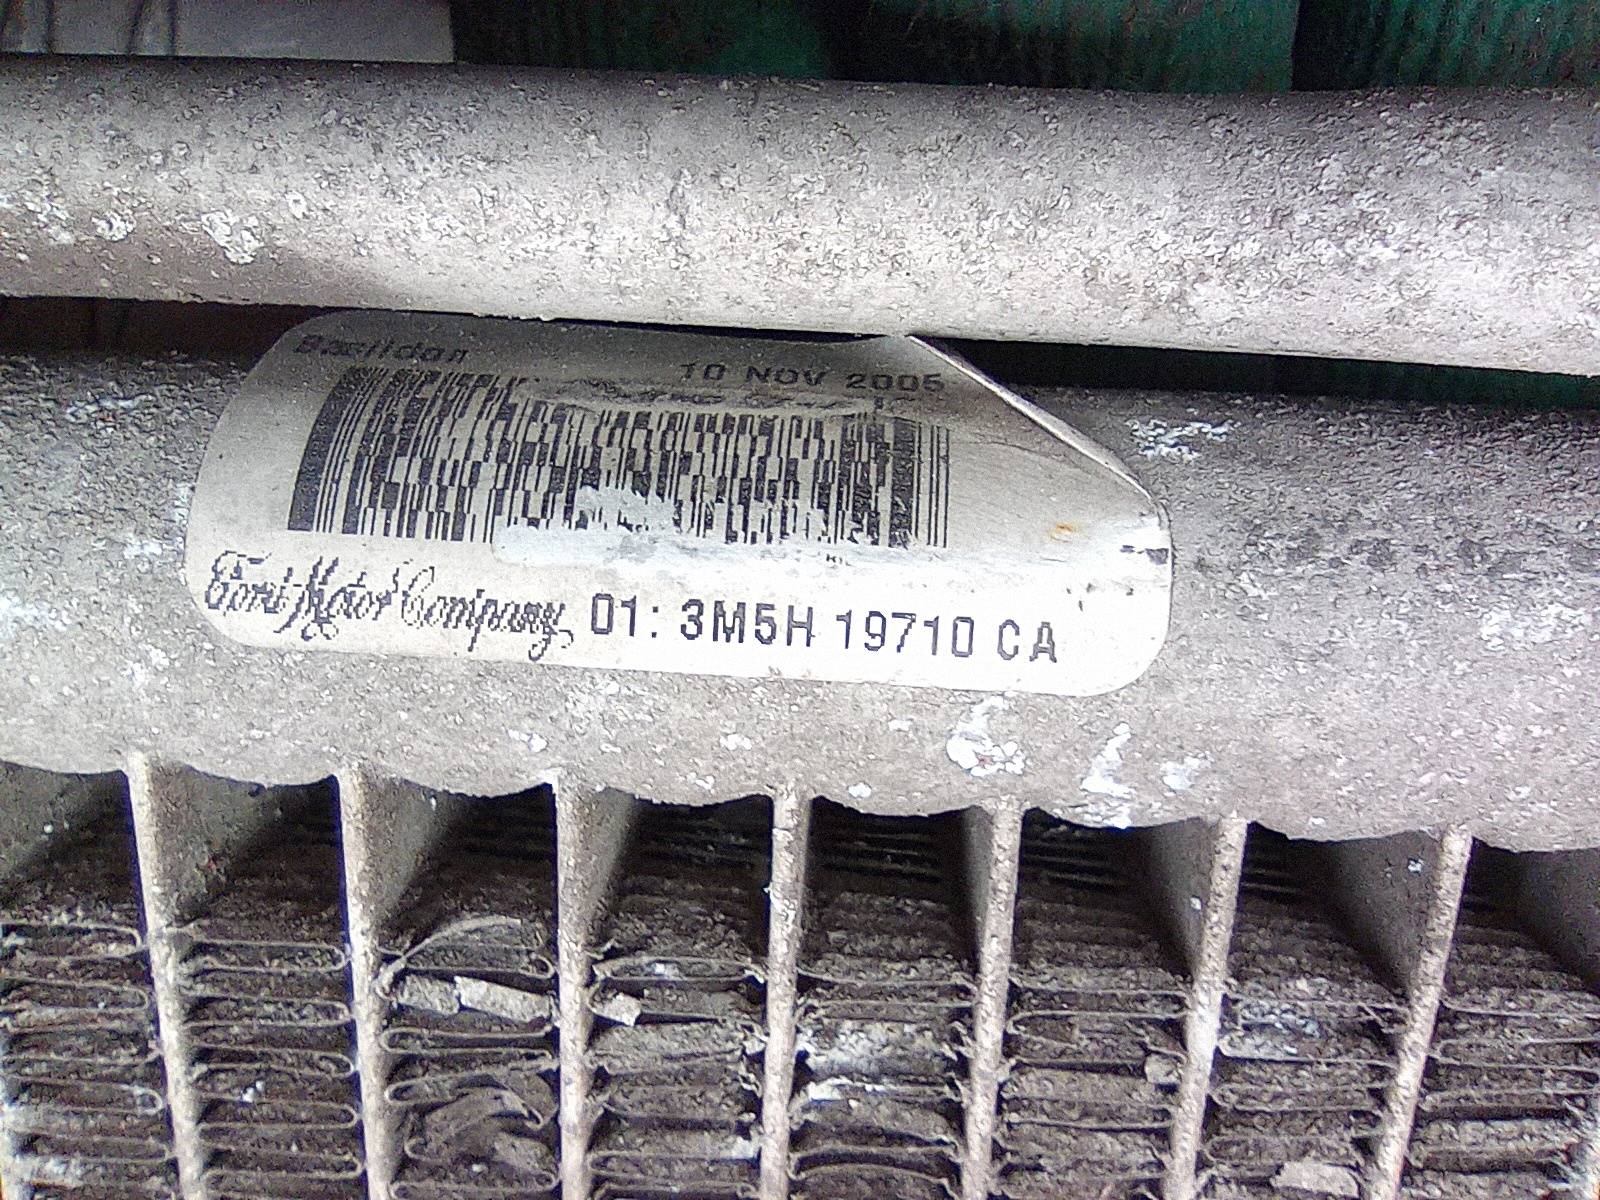 Basildon
10 NOV 2005
Ford Motor Company 01: 3M5H 19710 CA